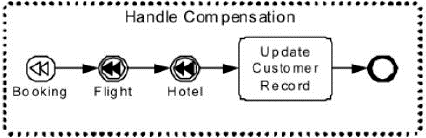 Handle Compensation
Update
Customer
Record
Booking
Flight
Hotel